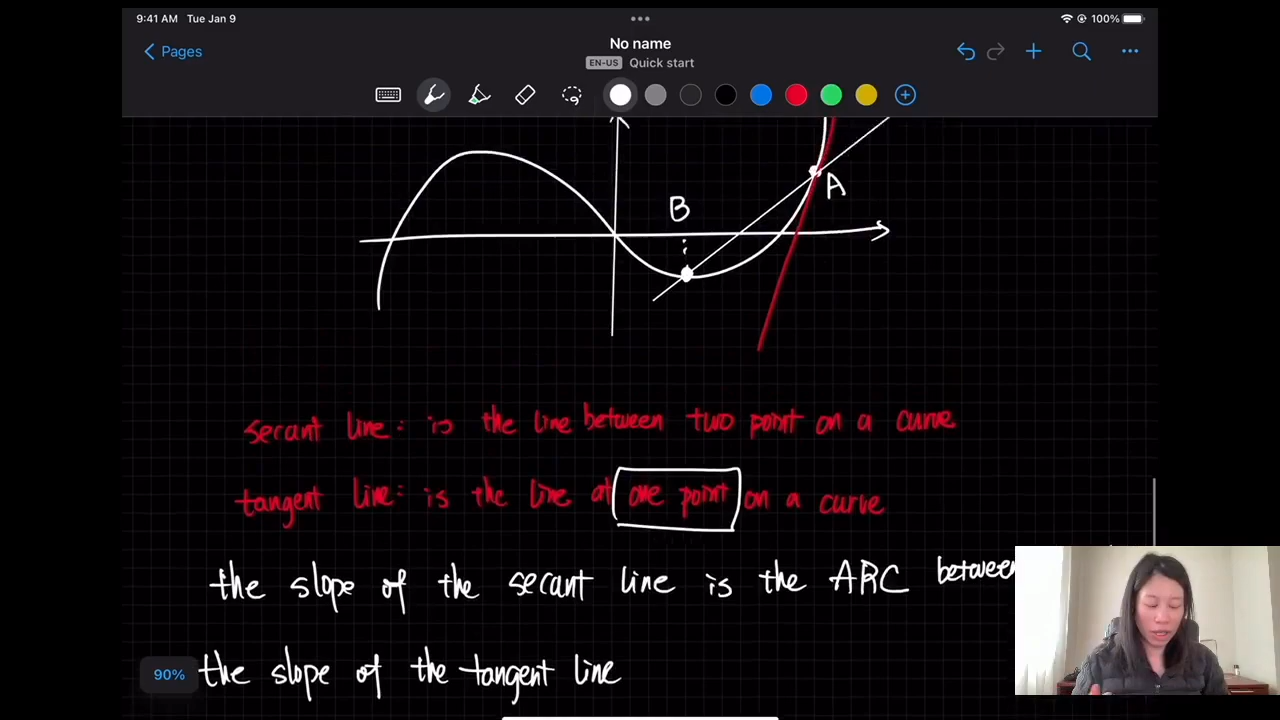 9:41 AM Tue Jan 9
100%
Pages
No name
EN-US Quick start
A
B
secant line: is the line between two point on a curve
tangent line: is the line at one point on a curve
the slope of the secant line is the ARC between
90%
the slope of the tangent line